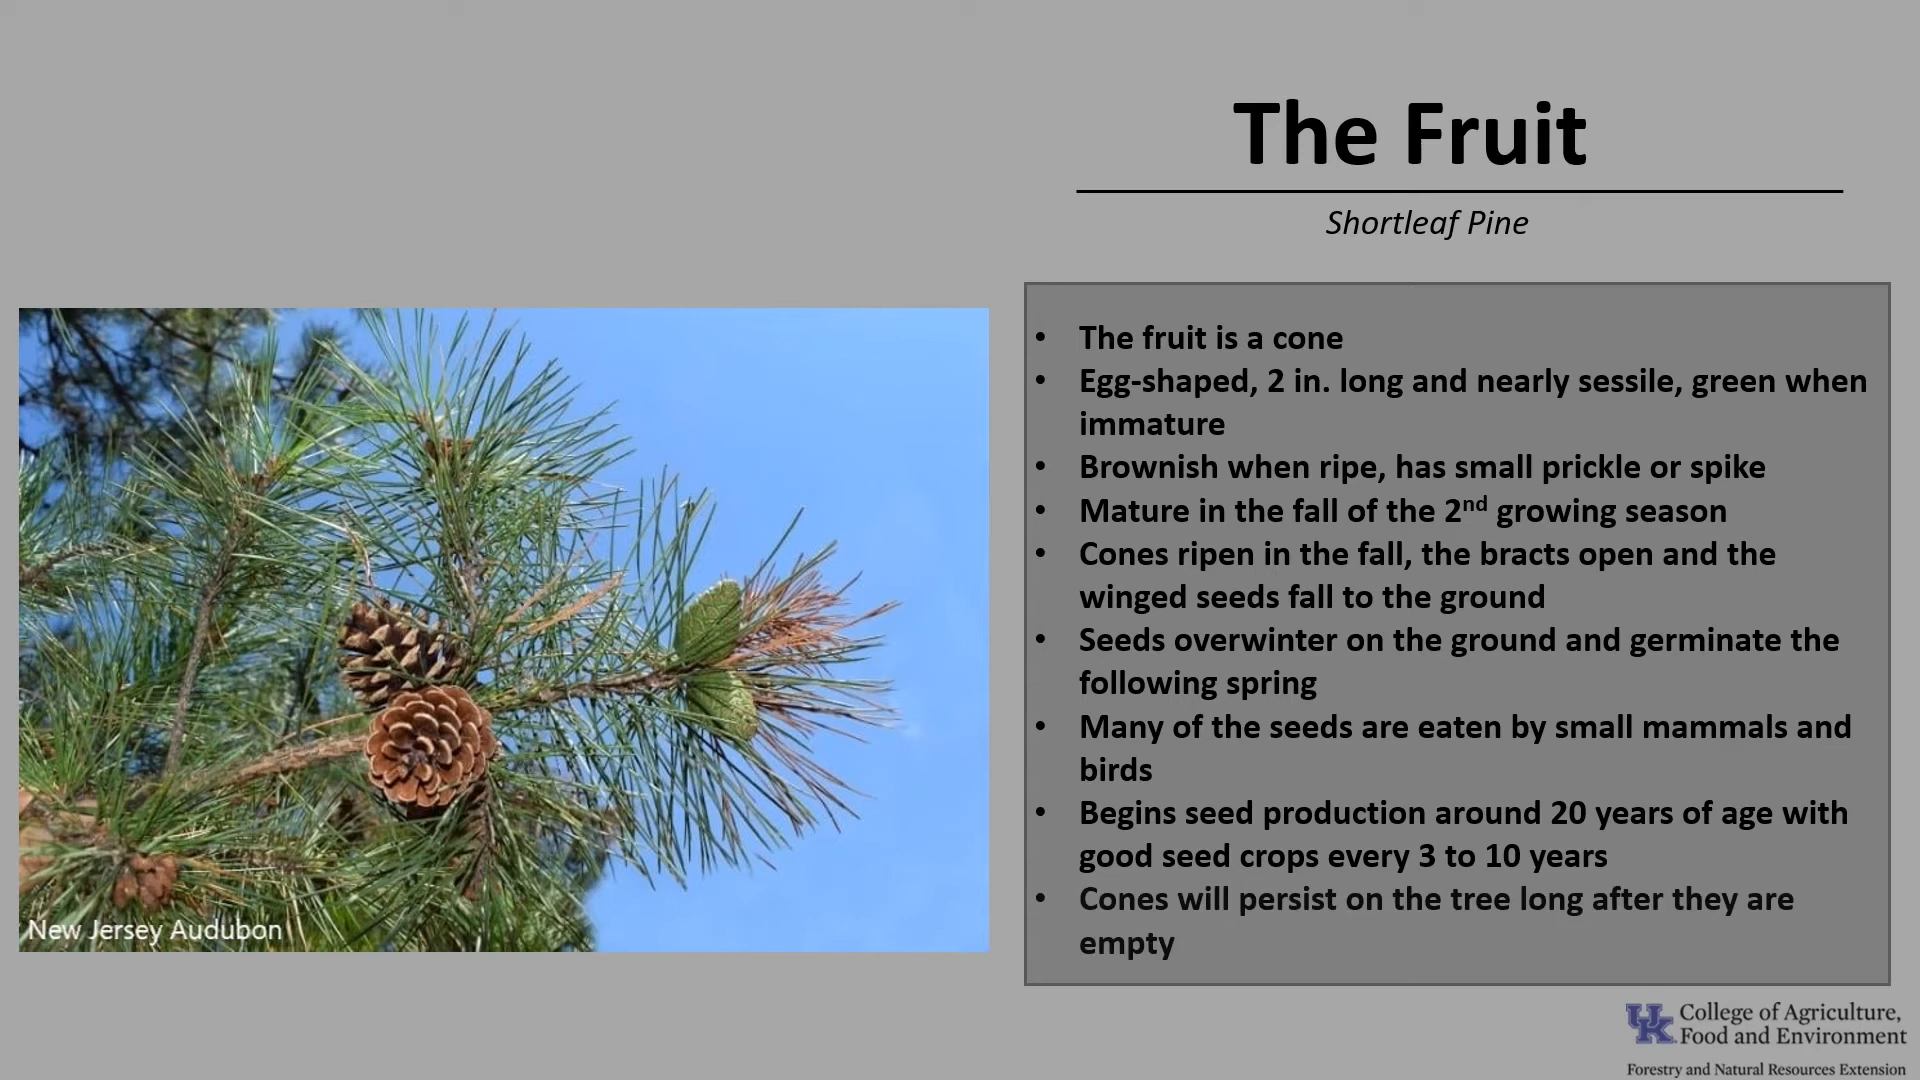 The Fruit
Shortleaf Pine
• The fruit is a cone
• Egg-shaped, 2 in. long and nearly sessile, green when
immature
• Brownish when ripe, has small prickle or spike
• Mature in the fall of the 2nd growing season
• Cones ripen in the fall, the bracts open and the
winged seeds fall to the ground
• Seeds overwinter on the ground and germinate the
following spring
• Many of the seeds are eaten by small mammals and
birds
• Begins seed production around 20 years of age with
good seed crops every 3 to 10 years
• Cones will persist on the tree long after they are
empty
New Jersey Audubon
UK College of Agriculture,
Food and Environment
Forestry and Natural Resources Extension